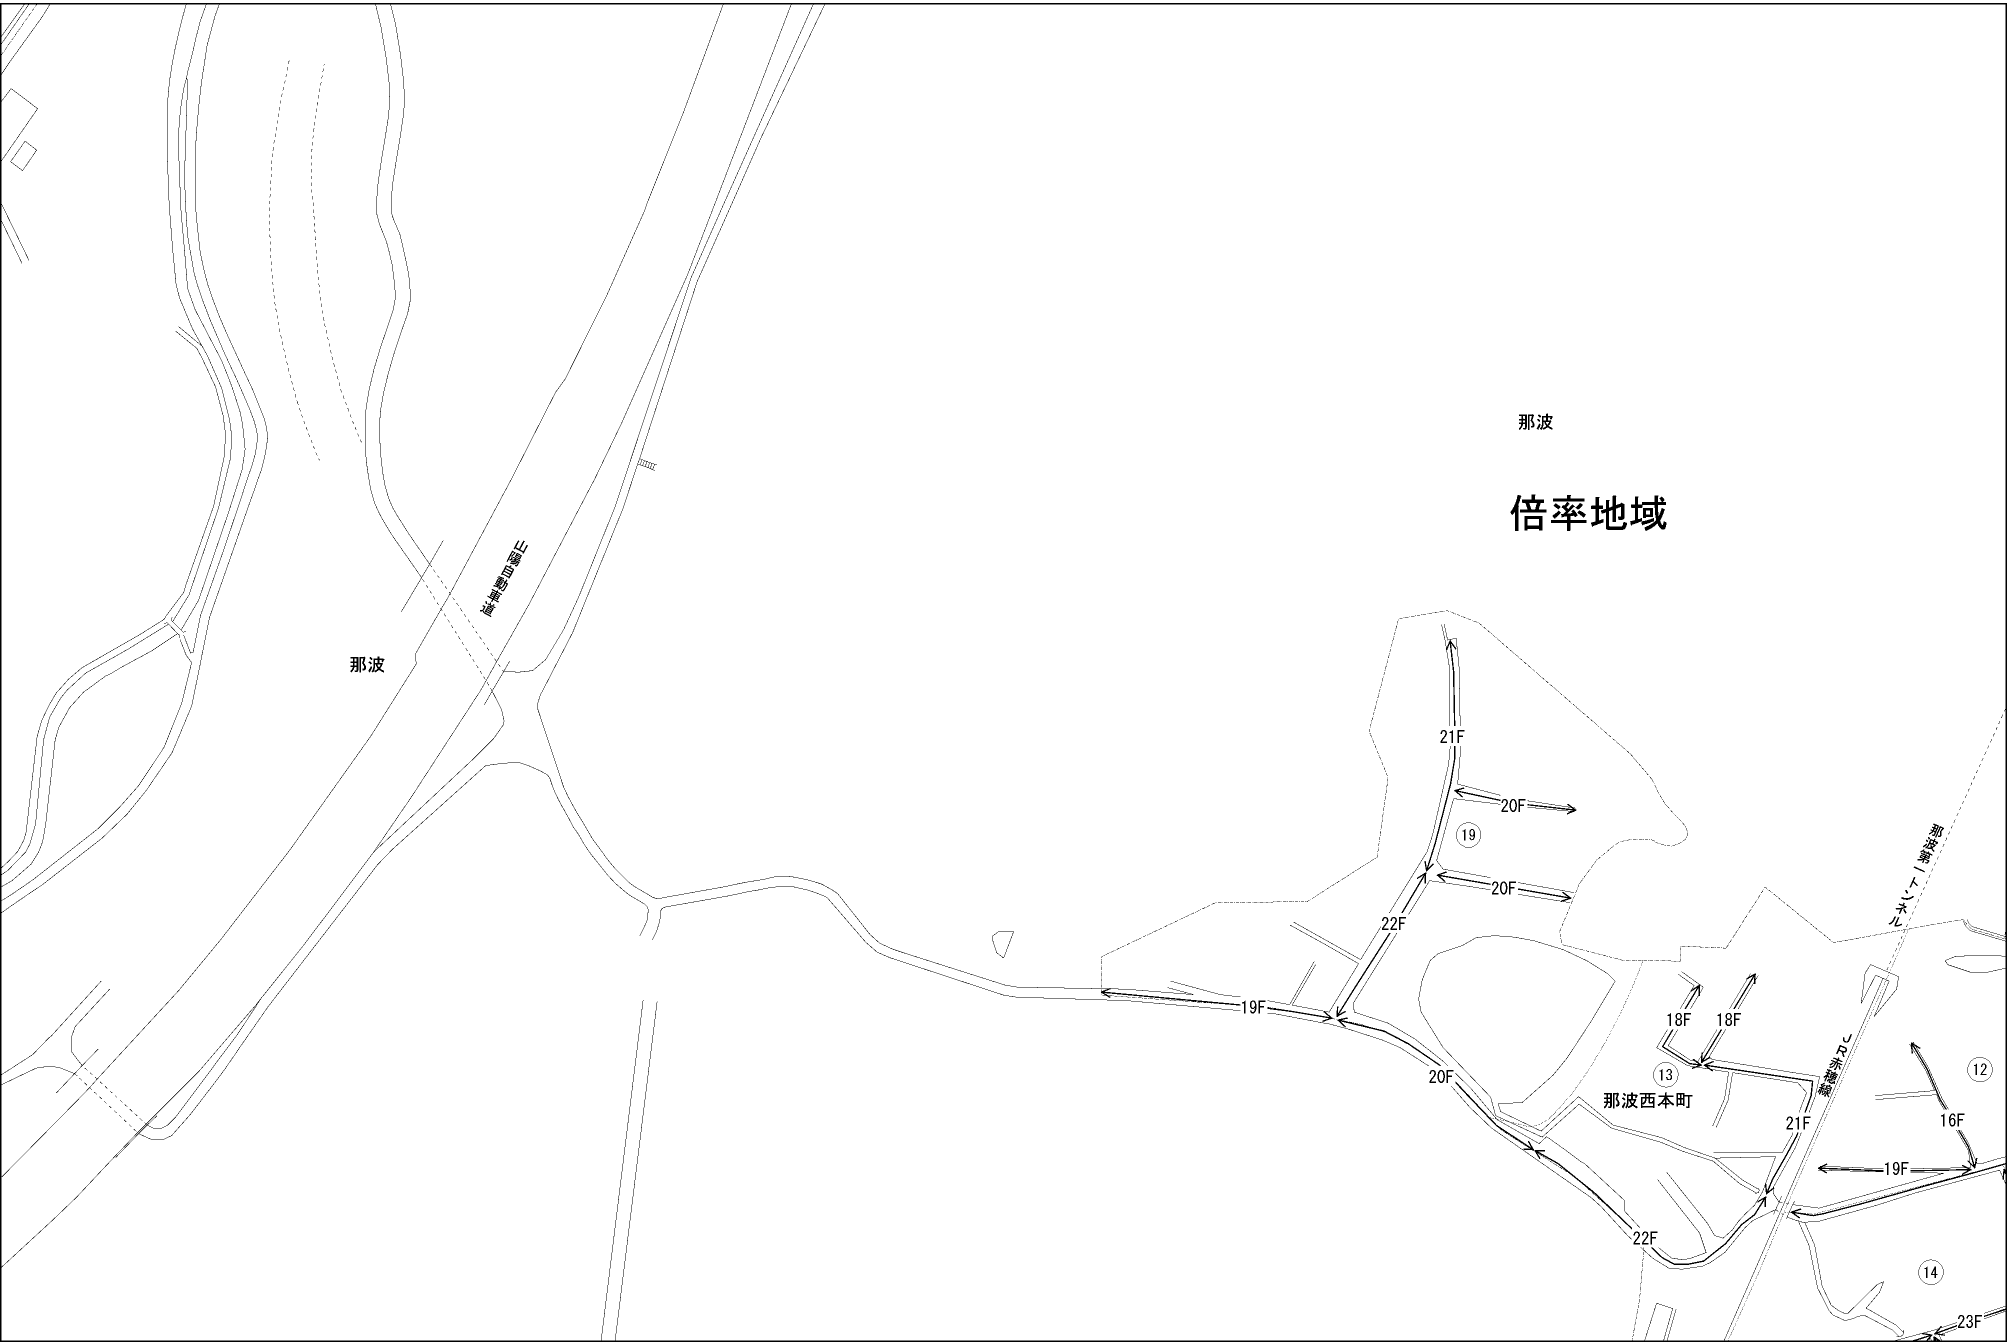 那波
倍率地域
山陽自動車道
那波
21F
20F
19
20F
22F
那波第一トンネル
19F
18F
18F
20F
13
那波西本町
JR赤穂線
12
16F
21F
19F
22F
14
23F